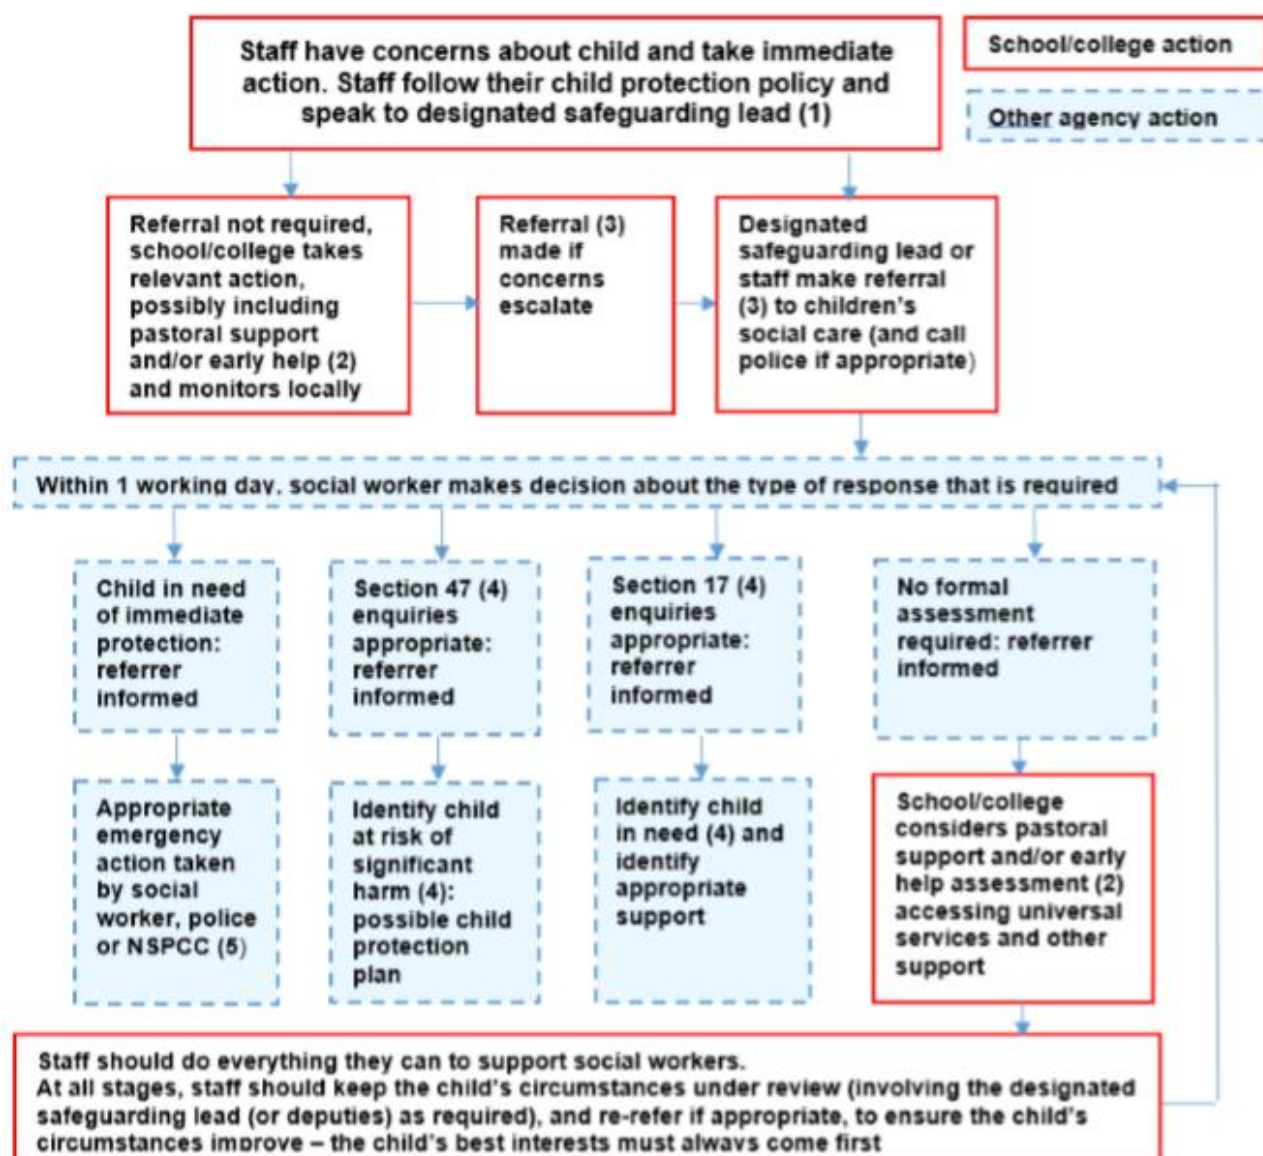 Staff have concerns about child and take immediate
action. Staff follow their child protection policy and
speak to designated safeguarding lead (1)
School/college action
Other agency action
Referral not required,
school/college takes
relevant action,
possibly including
pastoral support
and/or early help (2)
and monitors locally
Referral (3)
made if
concerns
escalate
Designated
safeguarding lead or
staff make referral
(3) to children's
social care (and call
police if appropriate)
Within 1 working day, social worker makes decision about the type of response that is required
Child in need
of immediate
protection:
referrer
informed
Section 47 (4)
enquiries
appropriate:
referrer
informed
Section 17 (4)
enquiries
appropriate:
referrer
informed
No formal
assessment
required: referrer
informed
Appropriate
emergency
action taken
by social
worker, police
or NSPCC (5)
Identify child
at risk of
significant
harm (4):
possible child
protection
plan
Identify child
in need (4) and
identify
appropriate
support
School/college
considers pastoral
support and/or early
help assessment (2)
accessing universal
services and other
support
Staff should do everything they can to support social workers.
At all stages, staff should keep the child's circumstances under review (involving the designated
safeguarding lead (or deputies) as required), and re-refer if appropriate, to ensure the child's
circumstances improve – the child's best interests must always come first